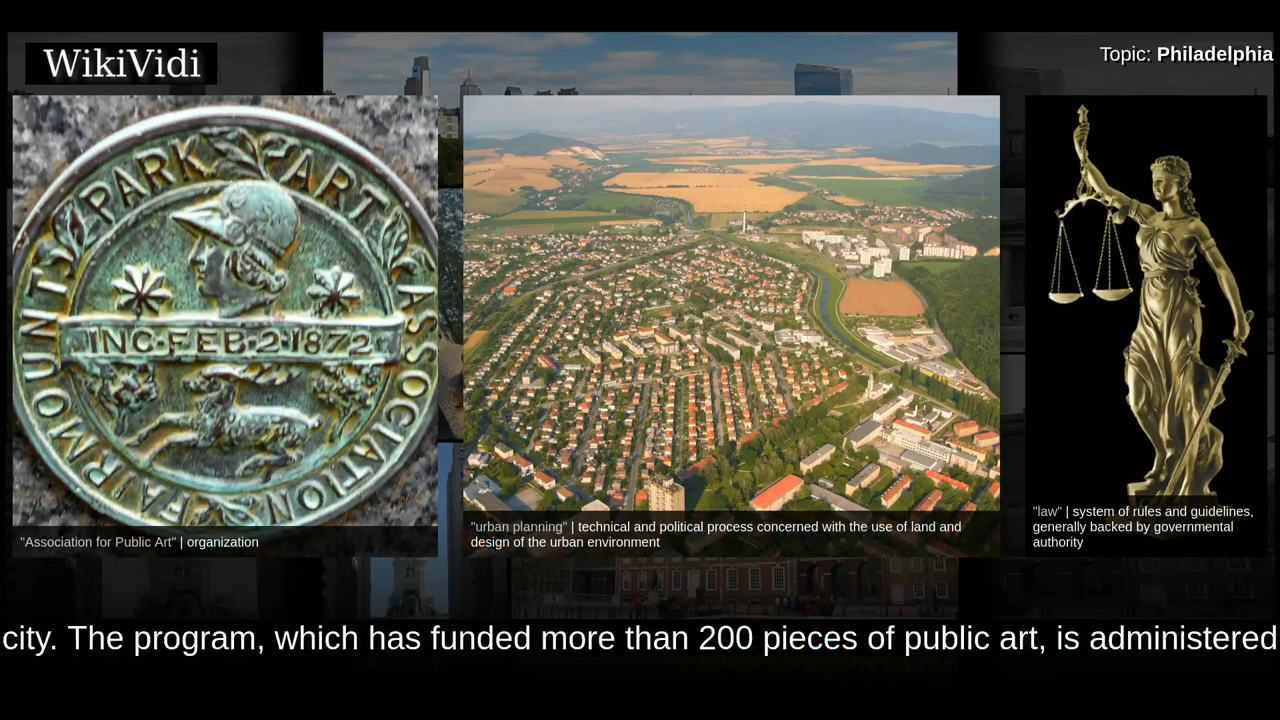 WikiVidi
Topic: Philadelphia
FAIRMOUNT PARK ART ASSOCIATION
INC·FEB·2·1872
"Association for Public Art" | organization
"urban planning" | technical and political process concerned with the use of land and
design of the urban environment
"law" | system of rules and guidelines,
generally backed by governmental
authority
city. The program, which has funded more than 200 pieces of public art, is administered